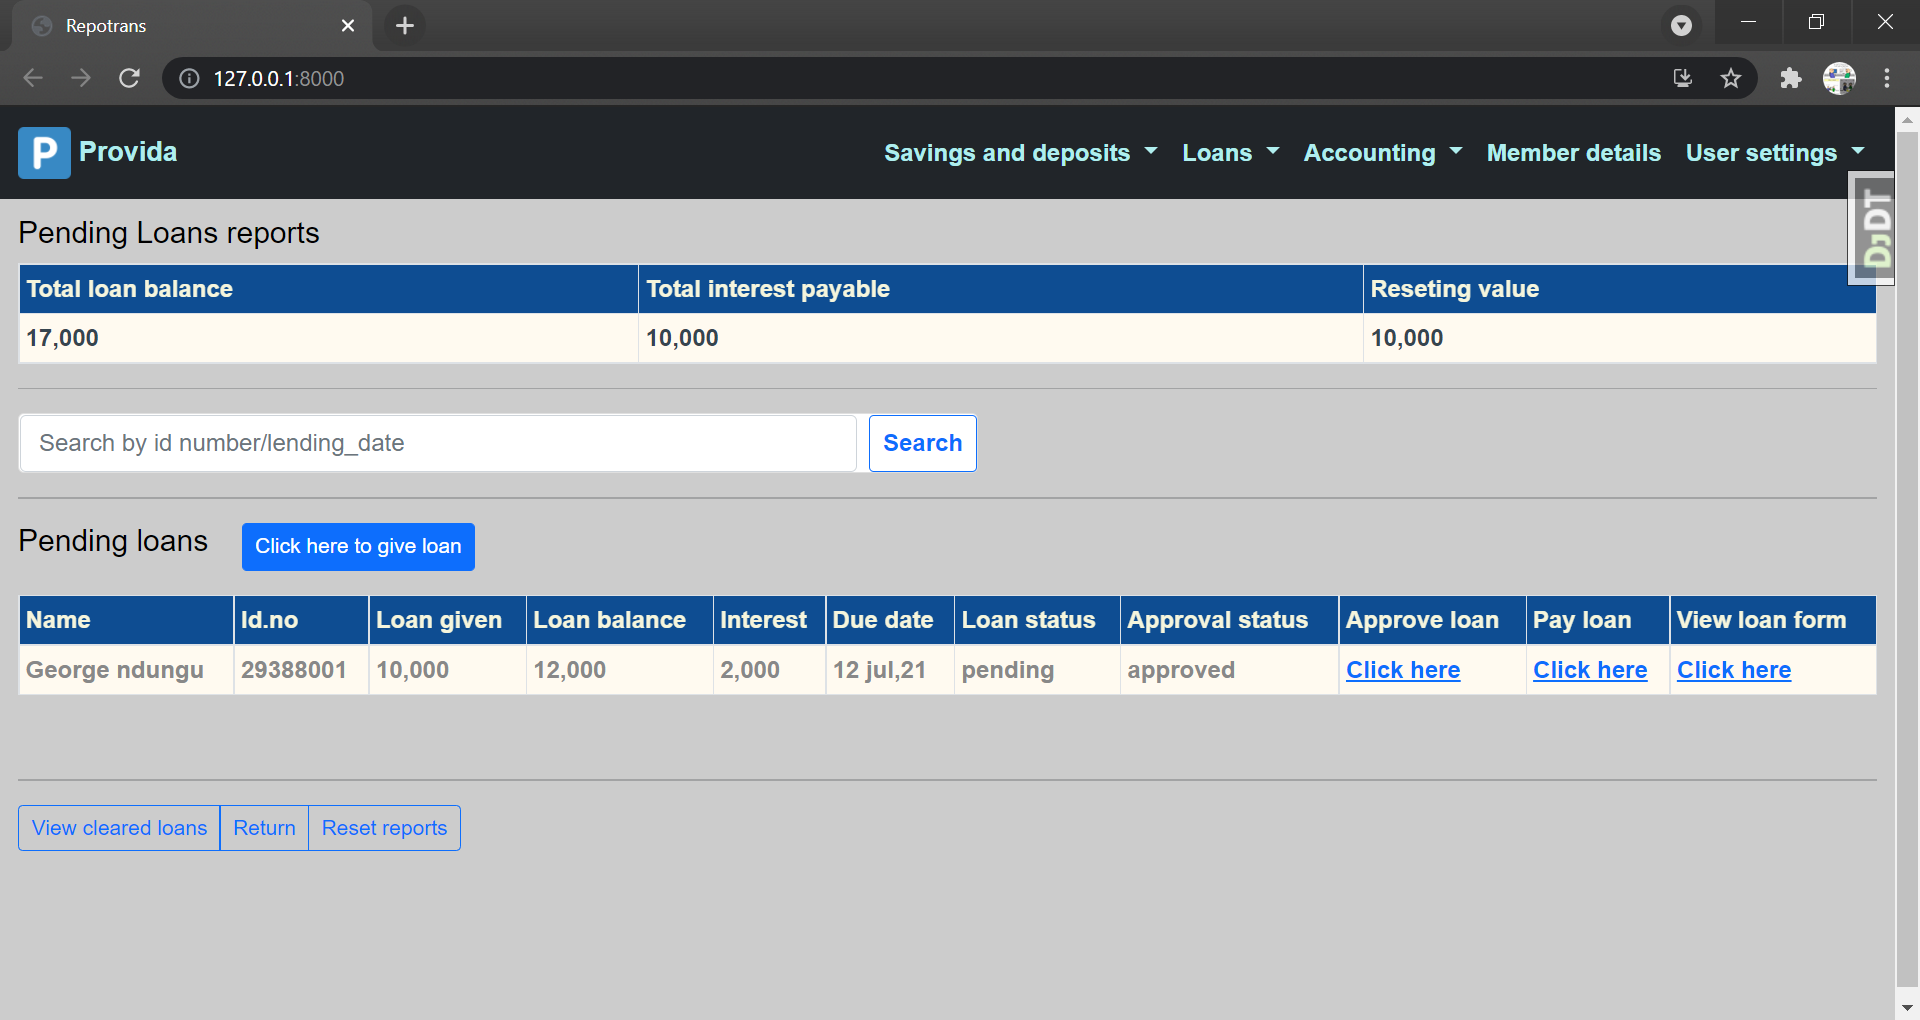 Repotrans
127.0.0.1:8000
P Provida Savings and deposits Loans Accounting Member details User settings
DJDT
Pending Loans reports
Total loan balance Total interest payable Reseting value
17,000 10,000 10,000
Search by id number/lending_date Search
Pending loans Click here to give loan
Name Id.no Loan given Loan balance Interest Due date Loan status Approval status Approve loan Pay loan View loan form
George ndungu 29388001 10,000 12,000 2,000 12 jul,21 pending approved Click here Click here Click here
View cleared loans Return Reset reports